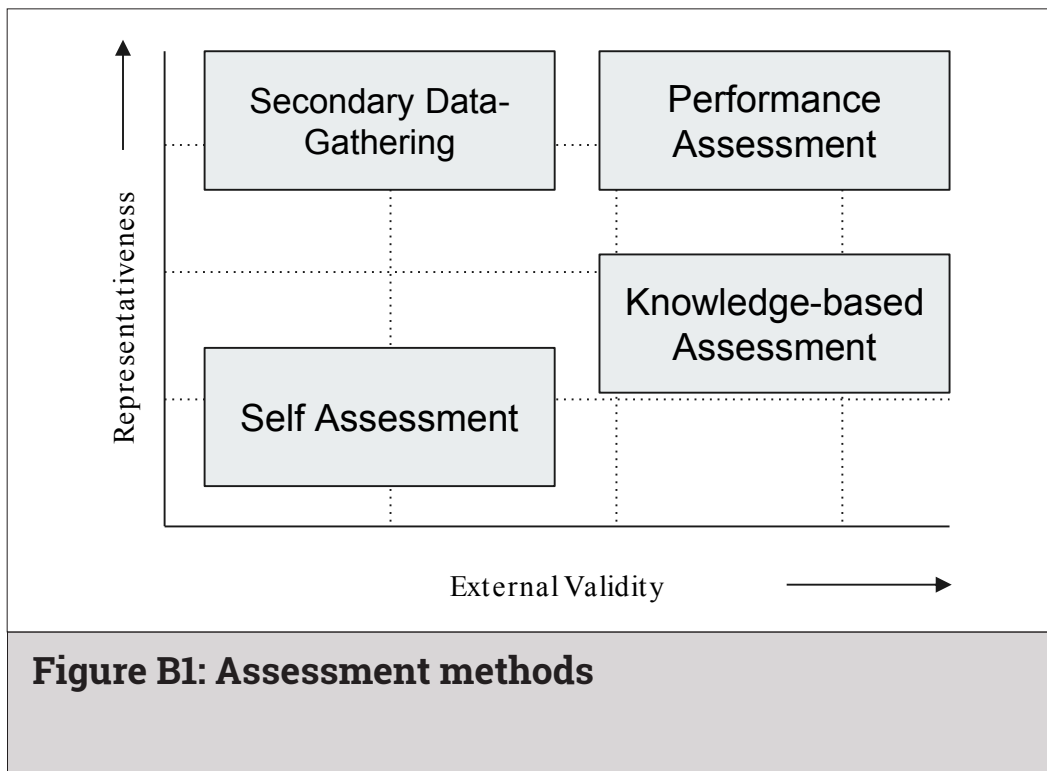 Secondary Data-
Gathering
Performance
Assessment
Representativeness
Knowledge-based
Assessment
Self Assessment
External Validity
Figure B1: Assessment methods